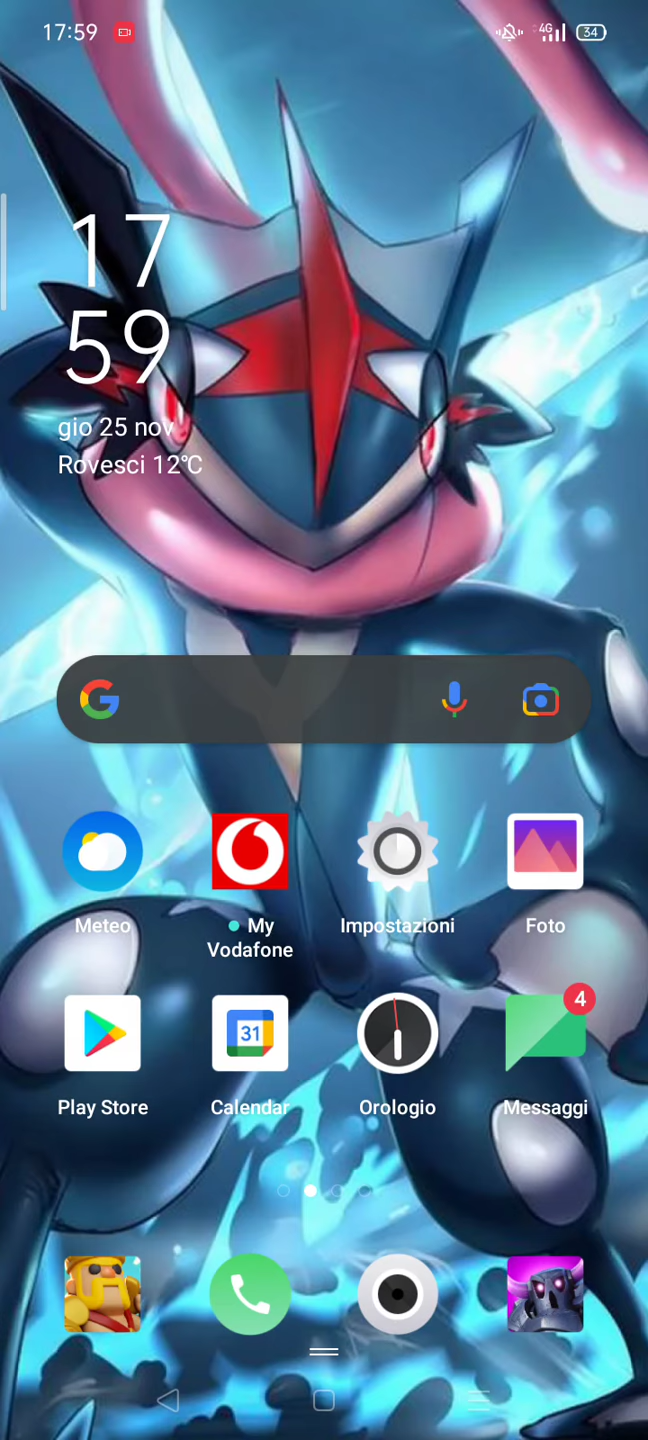 17:59
4G
34
17
59
gio 25 nov
Rovesci 12℃
G
Meteo
My
Vodafone
Impostazioni
Foto
31
4
Play Store
Calendar
Orologio
Messaggi